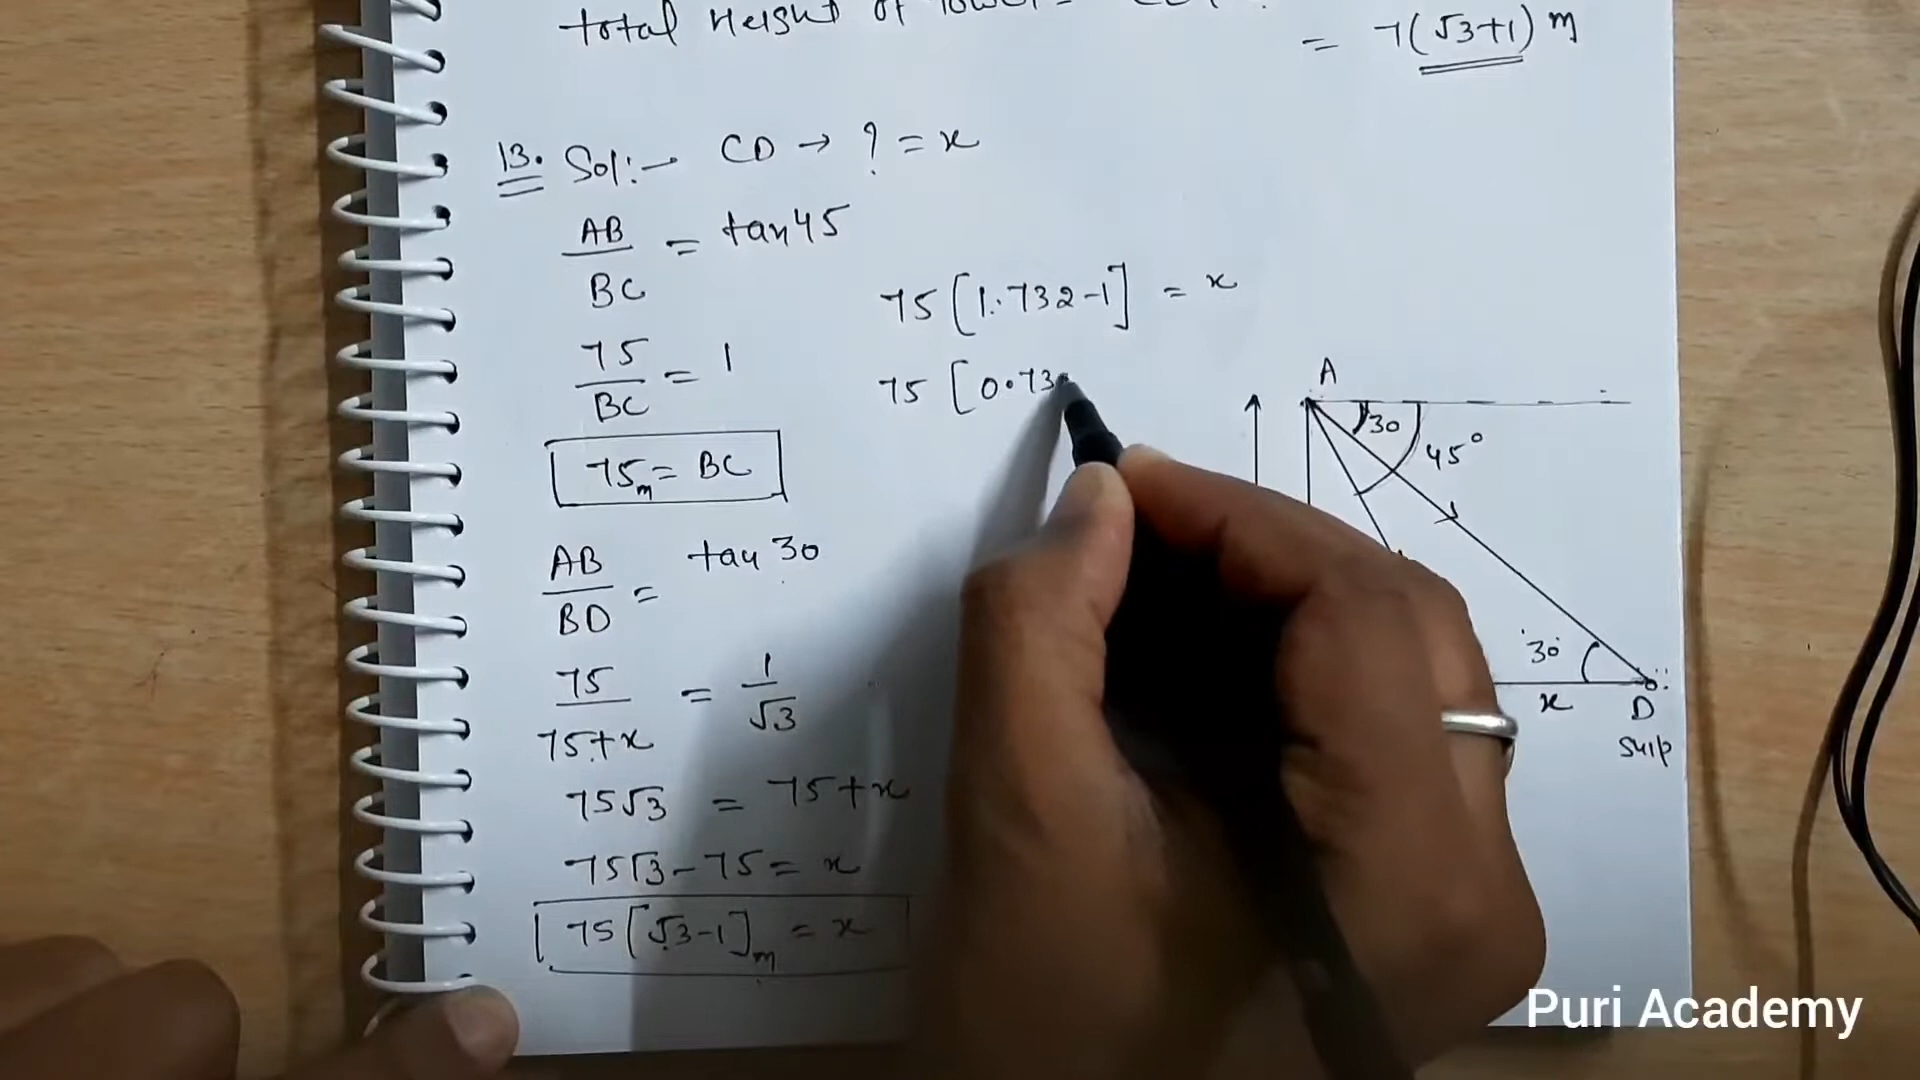 total Height of Tower =
= 7(√3+1) m
13. Sol:- CD → ? = x
AB/BC = tan45
75/BC = 1
75m = BC
AB/BD = tan 30
75/75+x = 1/√3
75√3 = 75+x
75√3 - 75 = x
75[√3-1]m = x
75[1.732-1] = x
75[0.73
A
30
45°
30
x
D
Ship
Puri Academy